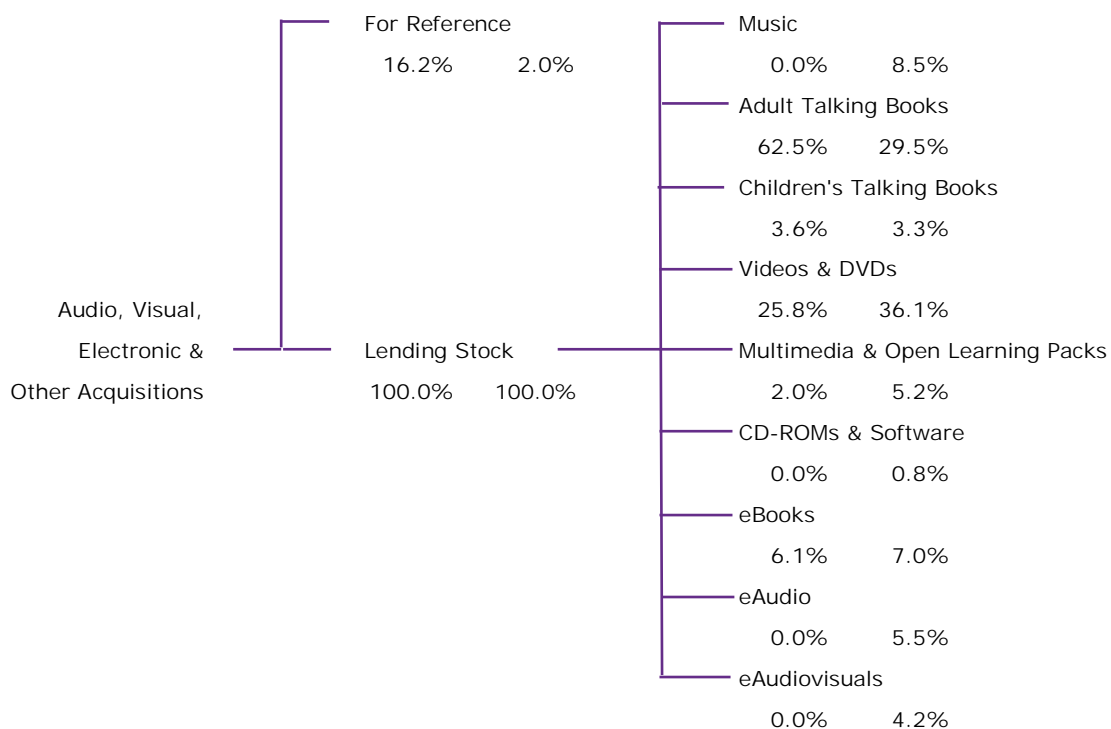 For Reference
16.2% 2.0%
Audio, Visual,
Electronic &
Other Acquisitions
Lending Stock
100.0% 100.0%
Music
0.0% 8.5%
Adult Talking Books
62.5% 29.5%
Children's Talking Books
3.6% 3.3%
Videos & DVDs
25.8% 36.1%
Multimedia & Open Learning Packs
2.0% 5.2%
CD-ROMs & Software
0.0% 0.8%
eBooks
6.1% 7.0%
eAudio
0.0% 5.5%
eAudiovisuals
0.0% 4.2%